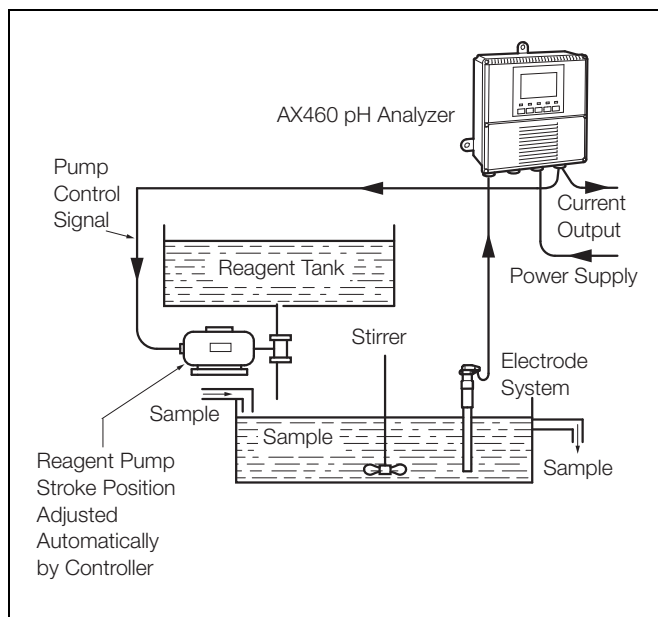 AX460 pH Analyzer
Pump
Control
Signal
Current
Output
Reagent Tank
Power Supply
Stirrer
Electrode
System
Sample
Sample
Sample
Reagent Pump
Stroke Position
Adjusted
Automatically
by Controller